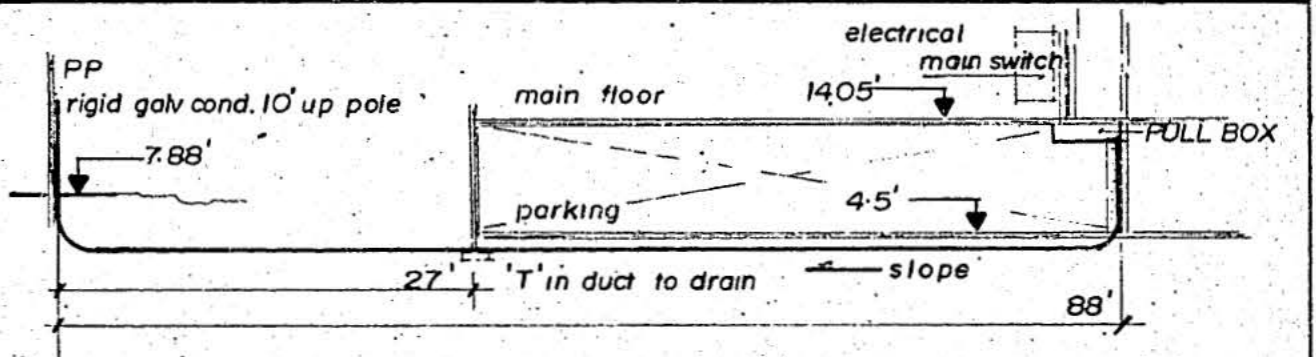 electrical
main switch
PP
rigid galv cond. 10' up pole
main floor
14.05'
PULL BOX
7.88'
parking
4.5'
27'
'T' in duct to drain
slope
88'